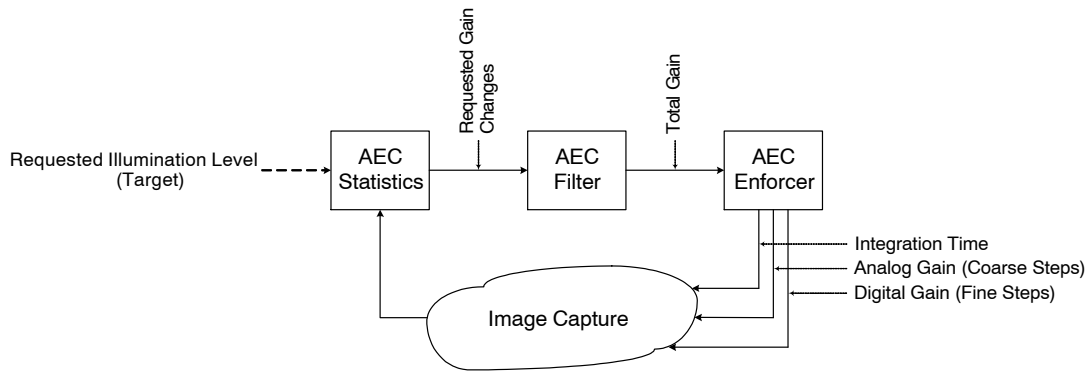 Requested Gain
Changes
Total Gain
Requested Illumination Level
(Target)
AEC
Statistics
AEC
Filter
AEC
Enforcer
Integration Time
Analog Gain (Coarse Steps)
Digital Gain (Fine Steps)
Image Capture